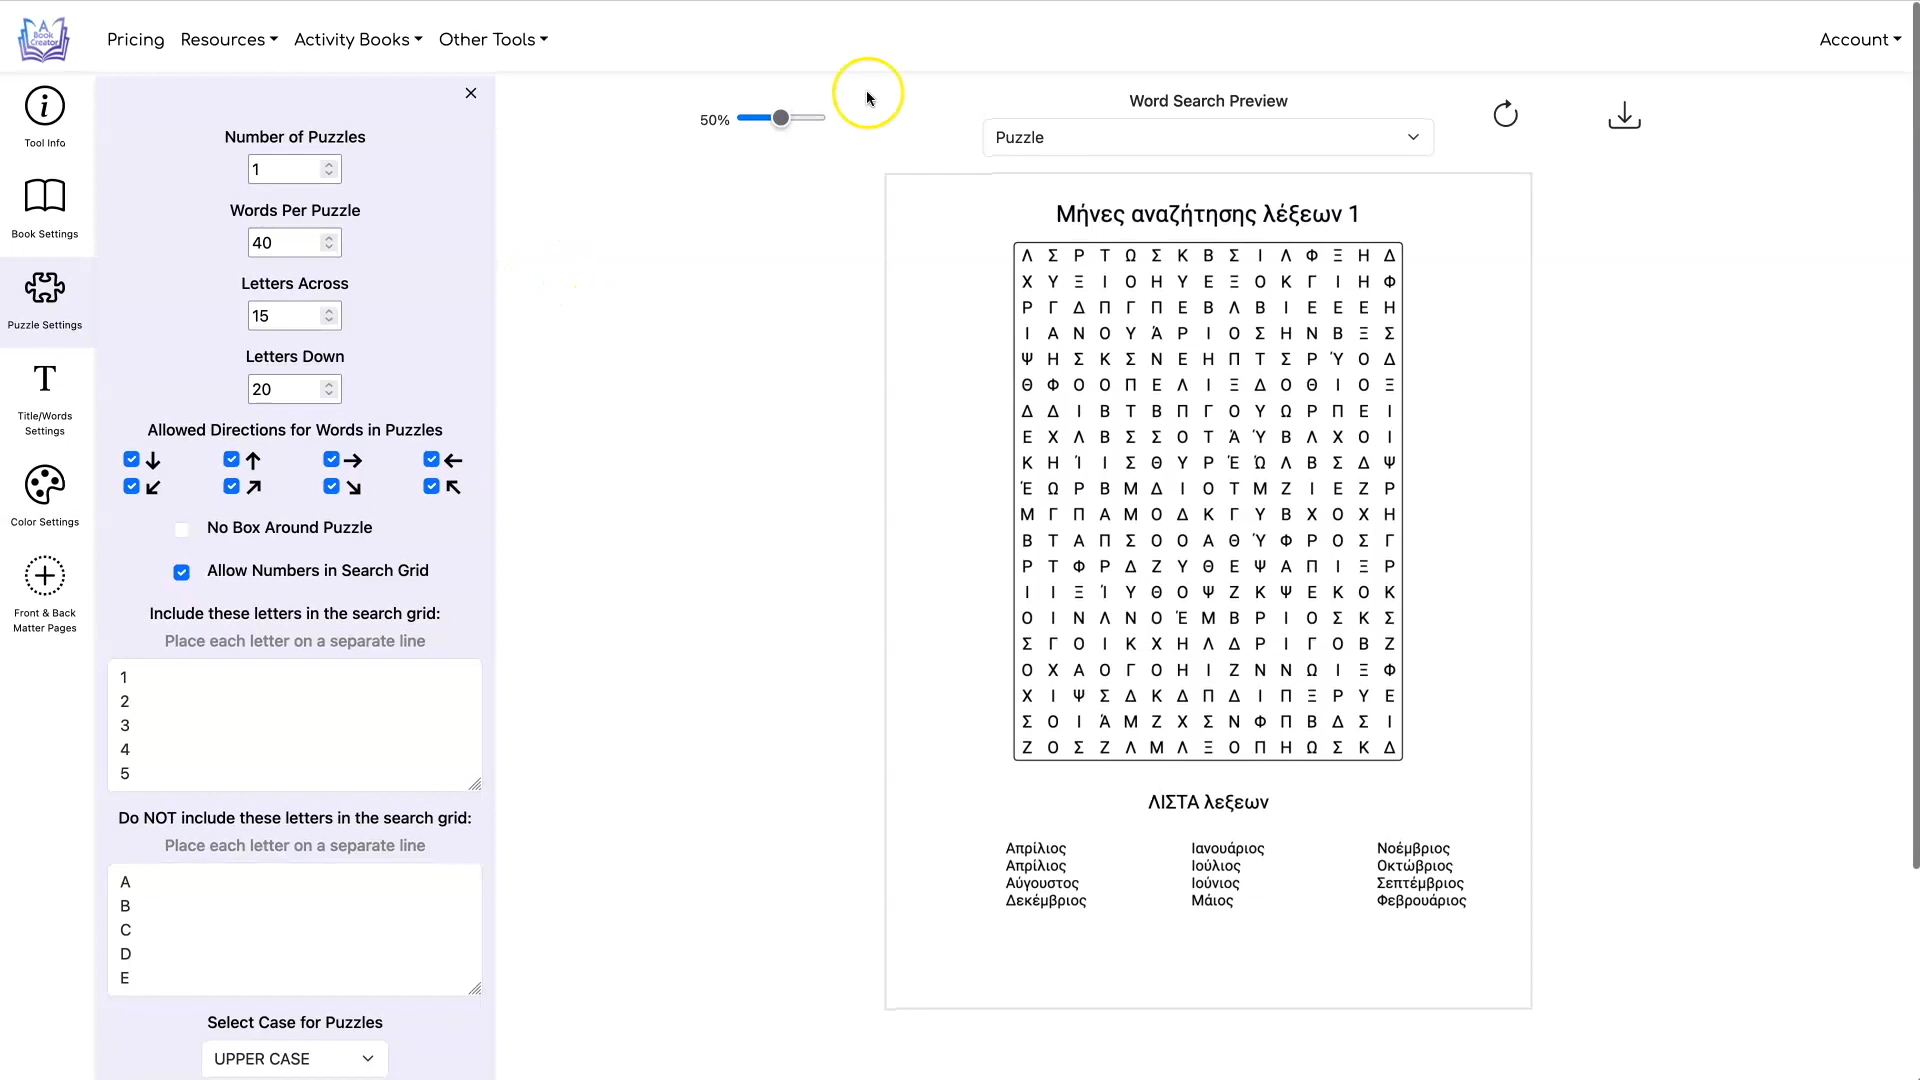 A
Book
Creator
Pricing
Resources
Activity Books
Other Tools
Account
Tool Info
Book Settings
Puzzle Settings
Title/Words
Settings
Color Settings
Front & Back
Matter Pages
Number of Puzzles
1
Words Per Puzzle
40
Letters Across
15
Letters Down
20
Allowed Directions for Words in Puzzles
No Box Around Puzzle
Allow Numbers in Search Grid
Include these letters in the search grid:
Place each letter on a separate line
1
2
3
4
5
Do NOT include these letters in the search grid:
Place each letter on a separate line
A
B
C
D
E
Select Case for Puzzles
UPPER CASE
50%
Word Search Preview
Puzzle
Μήνες αναζήτησης λέξεων 1
Λ Σ Ρ Τ Ω Σ Κ Β Σ Ι Λ Φ Ξ Η Δ
Χ Υ Ξ Ι Ο Η Υ Ε Ξ Ο Κ Γ Ι Η Φ
Ρ Γ Δ Π Γ Π Ε Β Λ Β Ι Ε Ε Ε Η
Ι Α Ν Ο Υ Ά Ρ Ι Ο Σ Η Ν Β Ξ Σ
Ψ Η Σ Κ Σ Ν Ε Η Π Τ Σ Ρ Ύ Ο Δ
Θ Φ Ο Ο Π Ε Λ Ι Ξ Δ Ο Θ Ι Ο Ξ
Δ Δ Ι Β Τ Β Π Γ Ο Υ Ω Ρ Π Ε Ι
Ε Χ Λ Β Σ Σ Ο Τ Ά Ύ Β Λ Χ Ο Ι
Κ Η Ί Ι Σ Θ Υ Ρ Έ Ώ Λ Β Σ Δ Ψ
Έ Ω Ρ Β Μ Δ Ι Ο Τ Μ Ζ Ι Ε Ζ Ρ
Μ Γ Π Α Μ Ο Δ Κ Γ Υ Β Χ Ο Χ Η
Β Τ Α Π Σ Ο Ο Α Θ Ύ Φ Ρ Ο Σ Γ
Ρ Τ Φ Ρ Δ Ζ Υ Θ Ε Ψ Α Π Ι Ξ Ρ
Ι Ι Ξ Ί Υ Θ Ο Ψ Ζ Κ Ψ Ε Κ Ο Κ
Ο Ι Ν Λ Ν Ο Έ Μ Β Ρ Ι Ο Σ Κ Σ
Σ Γ Ο Ι Κ Χ Η Λ Δ Ρ Ι Γ Ο Β Ζ
Ο Χ Α Ο Γ Ο Η Ι Ζ Ν Ν Ω Ι Ξ Φ
Χ Ι Ψ Σ Δ Κ Δ Π Δ Ι Π Ξ Ρ Υ Ε
Σ Ο Ι Ά Μ Ζ Χ Σ Ν Φ Π Β Δ Σ Ι
Ζ Ο Σ Ζ Λ Μ Λ Ξ Ο Π Η Ω Σ Κ Δ
ΛΙΣΤΑ λεξεων
Απρίλιος Ιανουάριος Νοέμβριος
Απρίλιος Ιούλιος Οκτώβριος
Αύγουστος Ιούνιος Σεπτέμβριος
Δεκέμβριος Μάιος Φεβρουάριος